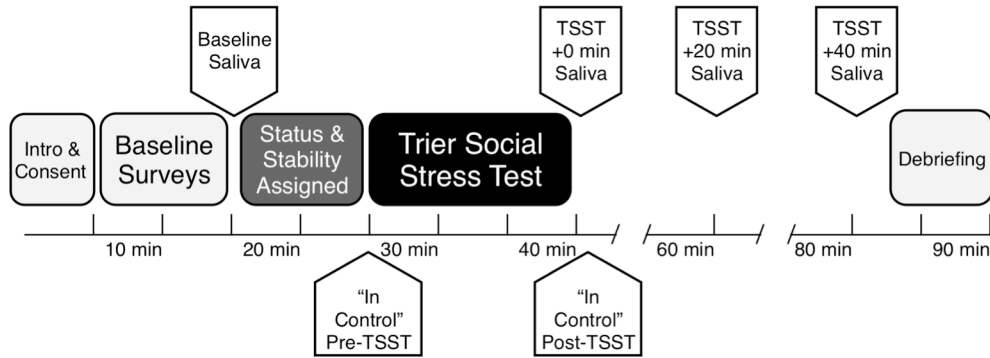 Baseline
Saliva
TSST
+0 min
Saliva
TSST
+20 min
Saliva
TSST
+40 min
Saliva
Intro &
Consent
Baseline
Surveys
Status &
Stability
Assigned
Trier Social
Stress Test
Debriefing
10 min
20 min
30 min
40 min
60 min
80 min
90 min
“In
Control”
Pre-TSST
“In
Control”
Post-TSST